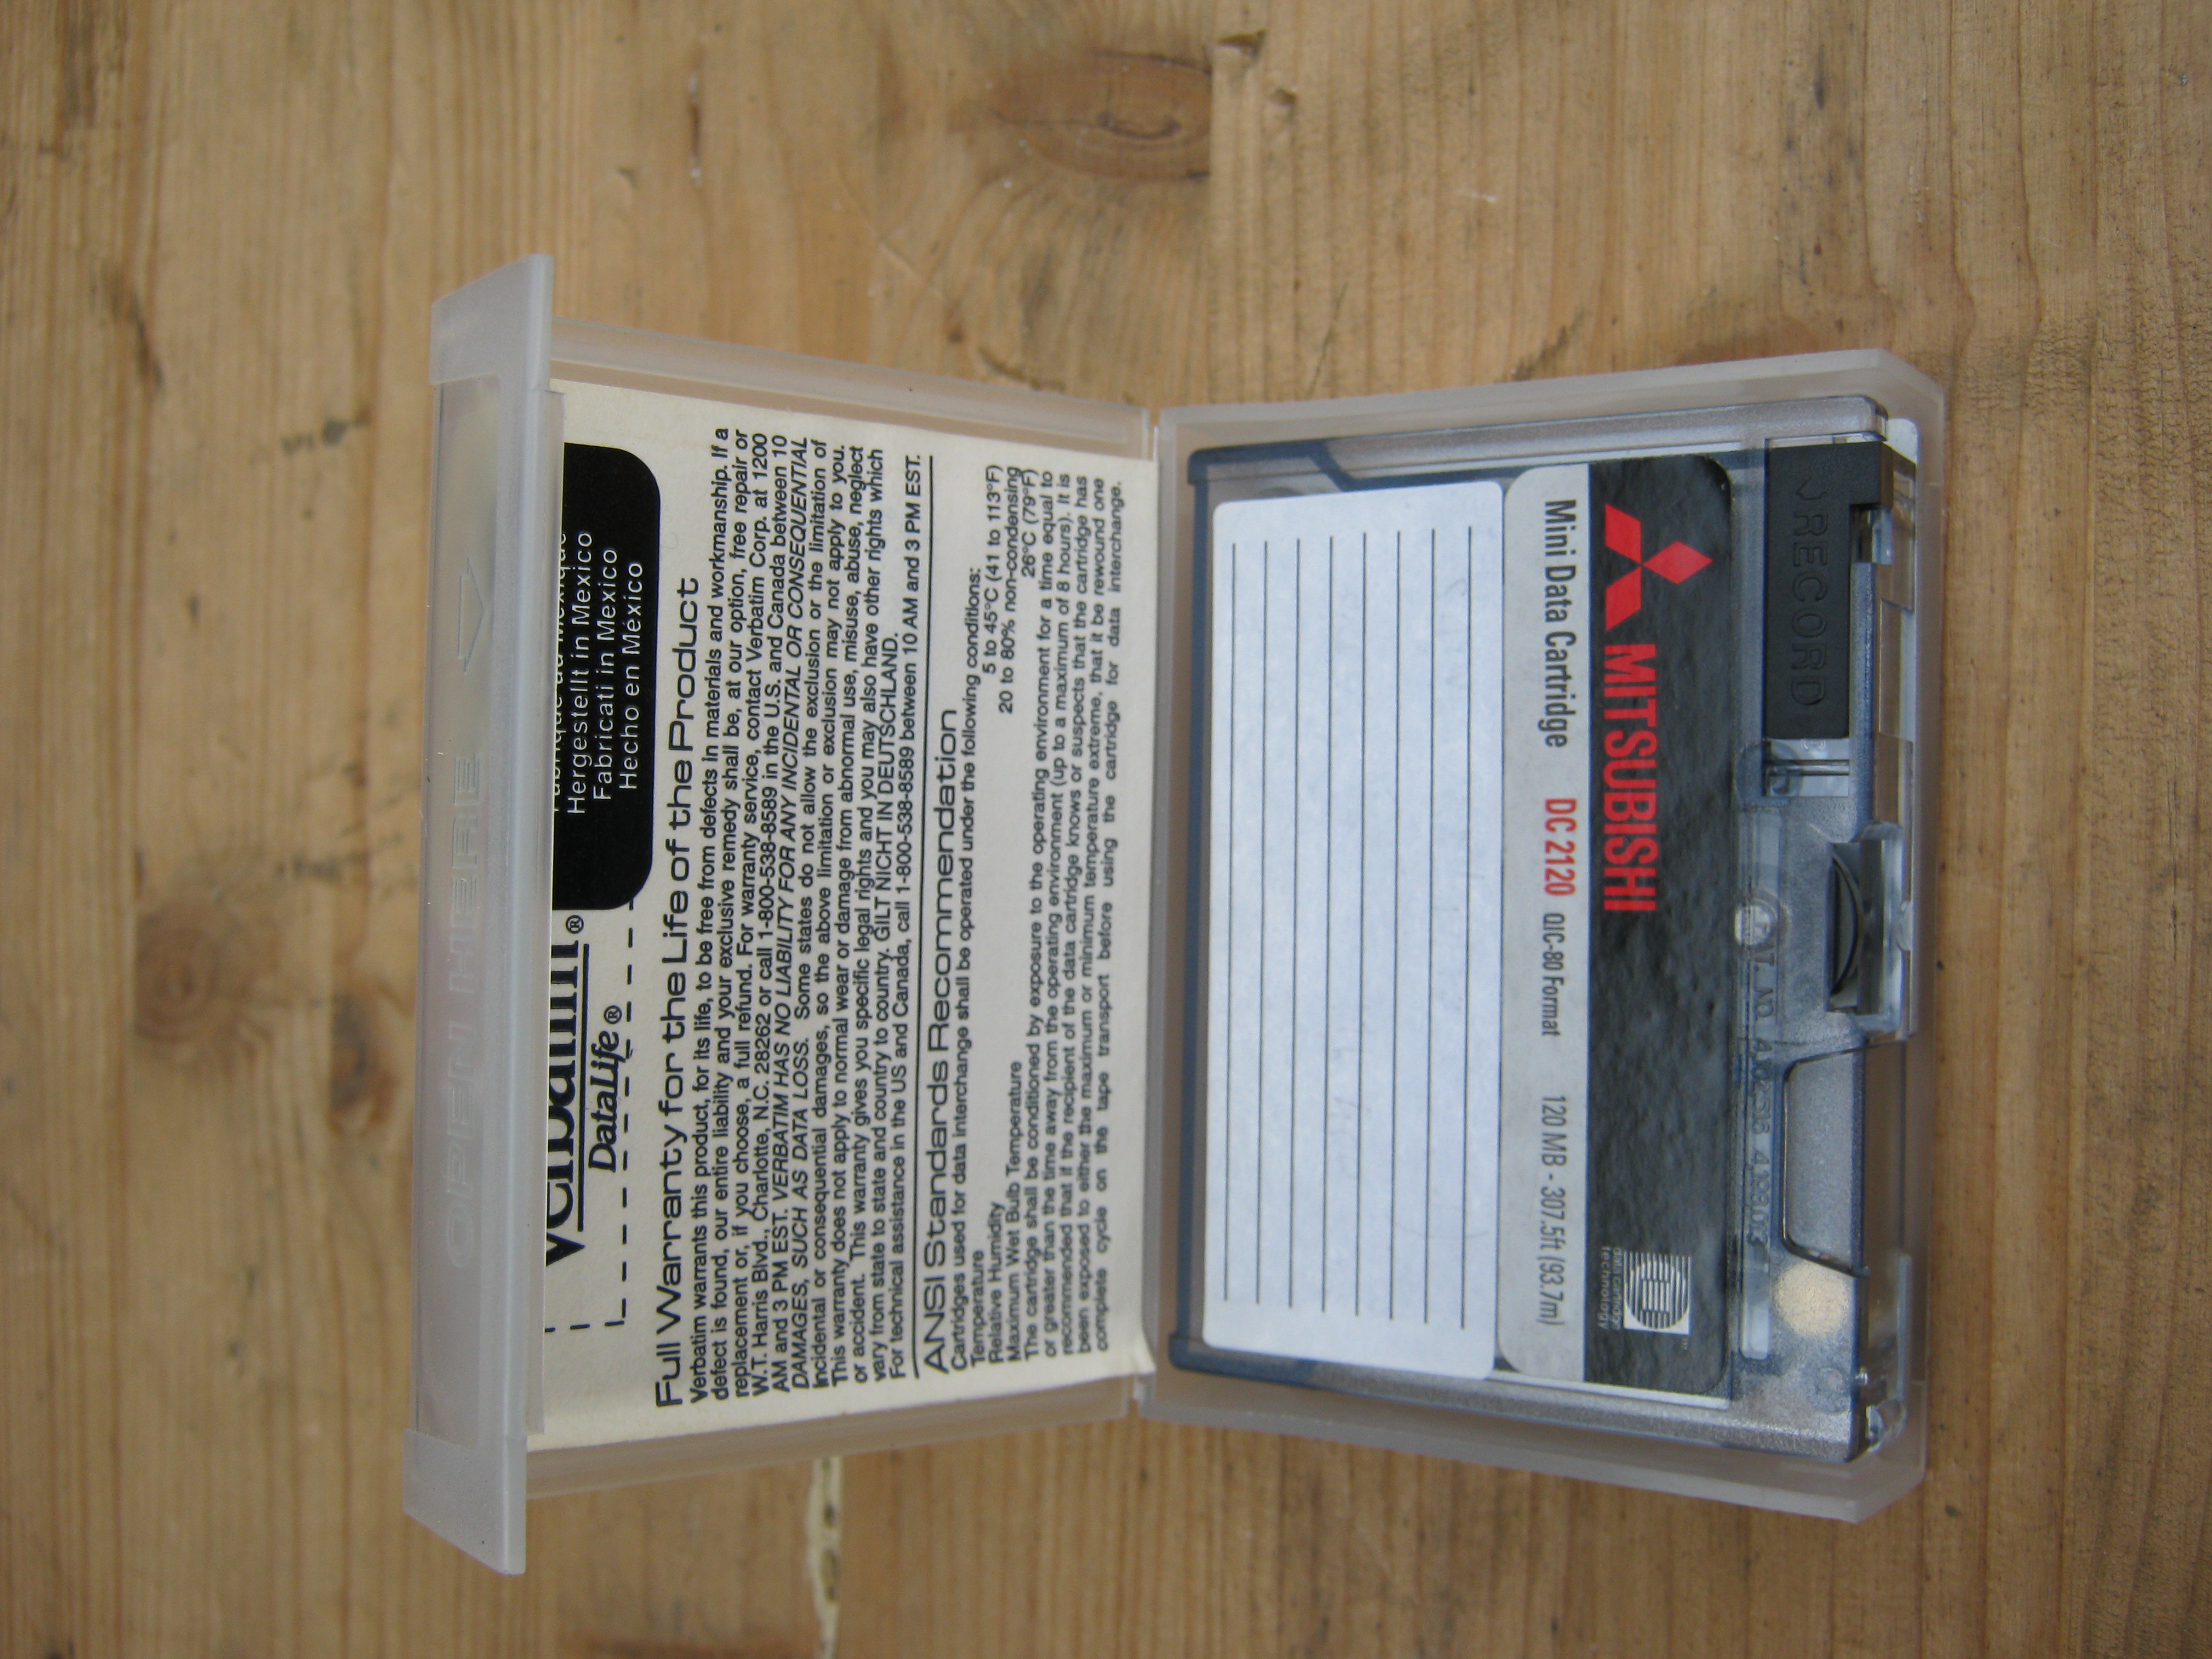 OPEN HERE
Verbatim®
DataLife®
Hergestellt in Mexico
Fabricati in Mexico
Hecho en México
Full Warranty for the Life of the Product
Verbatim warrants this product, for its life, to be free from defects in materials and workmanship. If a
defect is found, our entire liability and your exclusive remedy shall be, at our option, free repair or
replacement or, if you choose, a full refund. For warranty service, contact Verbatim Corp. at 1200
W.T. Harris Blvd., Charlotte, N.C. 28262 or call 1-800-538-8589 in the U.S. and Canada between 10
AM and 3 PM EST. VERBATIM HAS NO LIABILITY FOR ANY INCIDENTAL OR CONSEQUENTIAL
DAMAGES, SUCH AS DATA LOSS. Some states do not allow the exclusion or the limitation of
incidental or consequential damages, so the above limitation or exclusion may not apply to you.
This warranty does not apply to normal wear or damage from abnormal use, misuse, abuse, neglect
or accident. This warranty gives you specific legal rights and you may also have other rights which
vary from state to state and country to country. GILT NICHT IN DEUTSCHLAND.
For technical assistance in the US and Canada, call 1-800-538-8589 between 10 AM and 3 PM EST.
ANSI Standards Recommendation
Cartridges used for data interchange shall be operated under the following conditions:
Temperature 5 to 45°C (41 to 113°F)
Relative Humidity 20 to 80% non-condensing
Maximum Wet Bulb Temperature 26°C (79°F)
The cartridge shall be conditioned by exposure to the operating environment for a time equal to
or greater than the time away from the operating environment (up to a maximum of 8 hours). It is
recommended that if the recipient of the data cartridge knows or suspects that the cartridge has
been exposed to either the maximum or minimum temperature extreme, that it be rewound one
complete cycle on the tape transport before using the cartridge for data interchange.
Mini Data Cartridge DC 2120 QIC-80 Format 120 MB - 307.5ft (93.7m)
MITSUBISHI
data cartridge
technology
RECORD